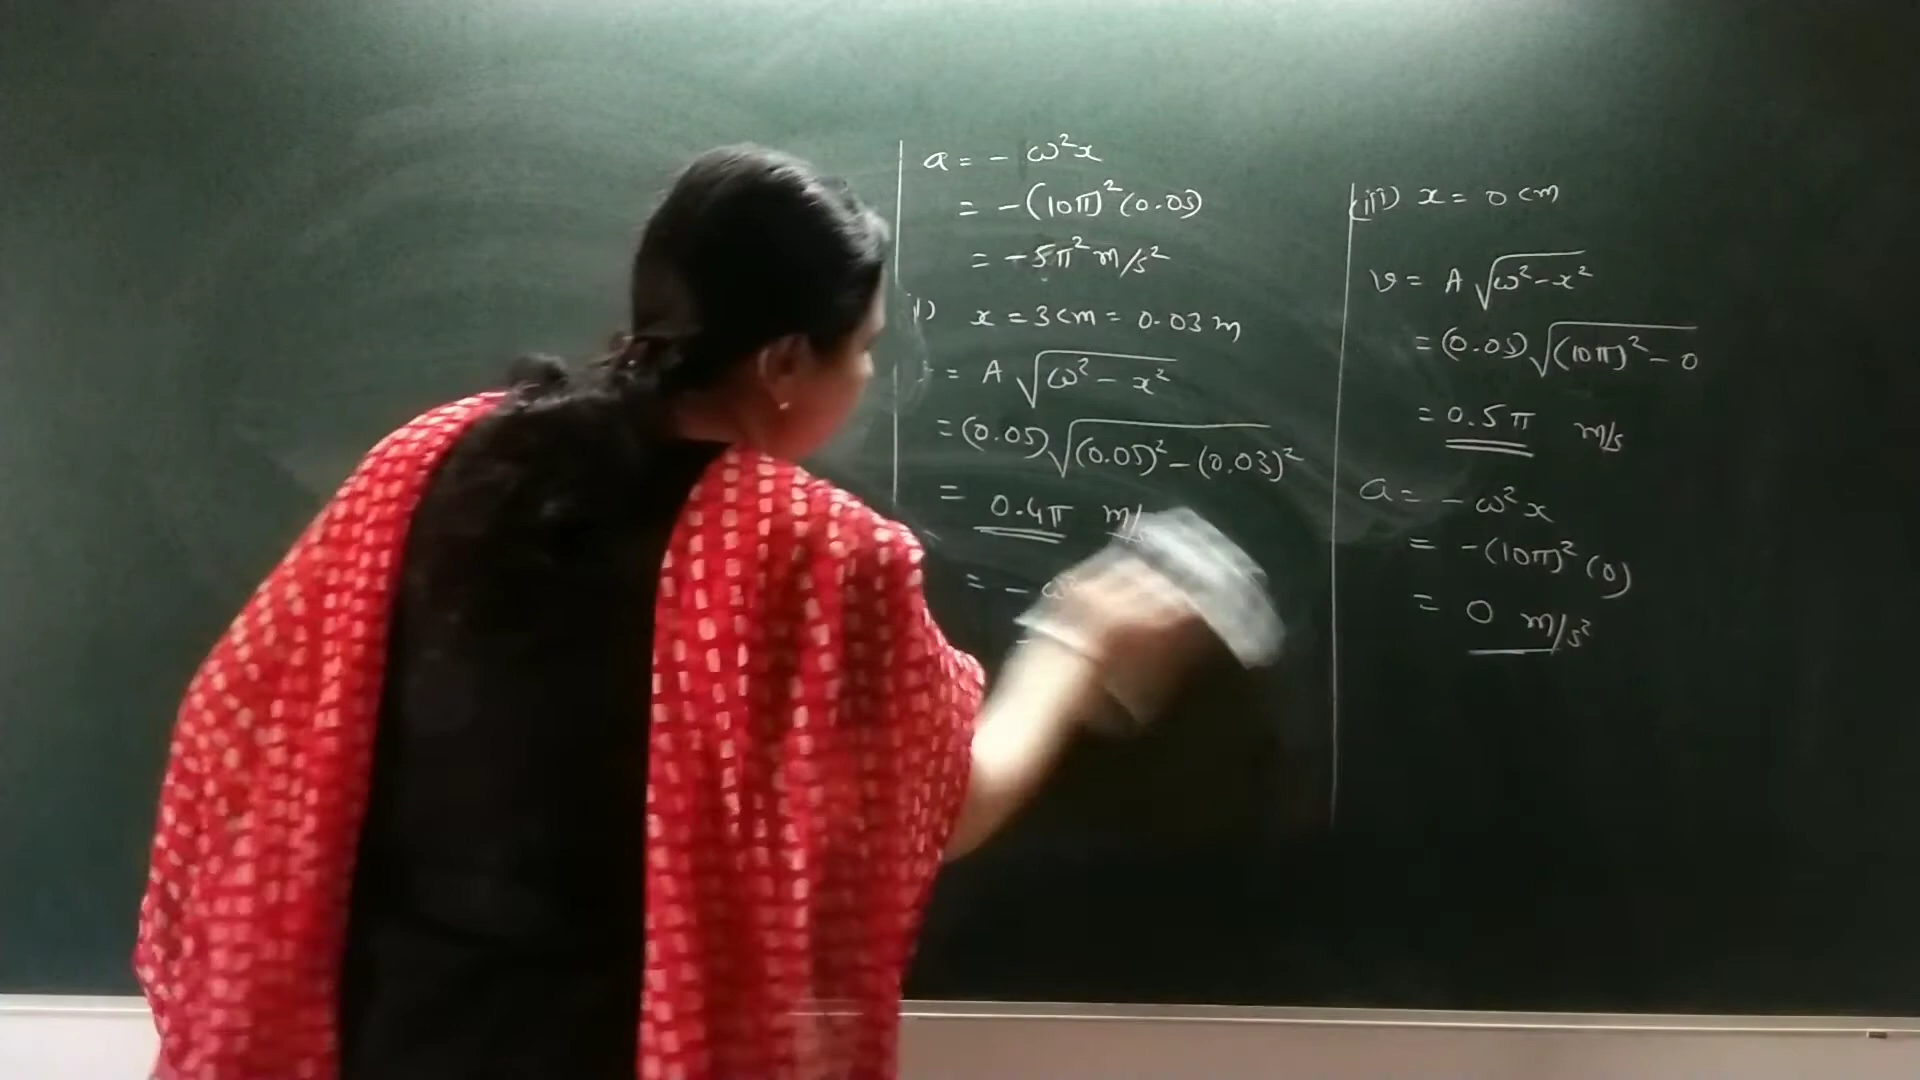 a = - ω²x
= -(10π)² (0.05)
= -5π² m/s²
x = 3cm = 0.03 m
= A √(ω² - x²)
= (0.05) √((0.05)² - (0.03)²)
= 0.4π m/
= - ω²
(iii) x = 0 cm
v = A √(ω² - x²)
= (0.05) √((10π)² - 0)
= 0.5π m/s
a = - ω²x
= -(10π)² (0)
= 0 m/s²